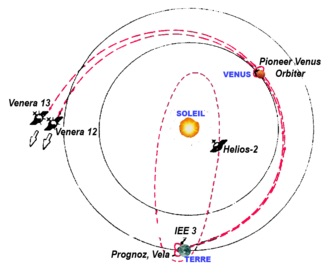 Pioneer Venus
Orbiter
VENUS
Venera 13
Venera 12
SOLEIL
Helios-2
IEE 3
Prognoz, Vela
TERRE